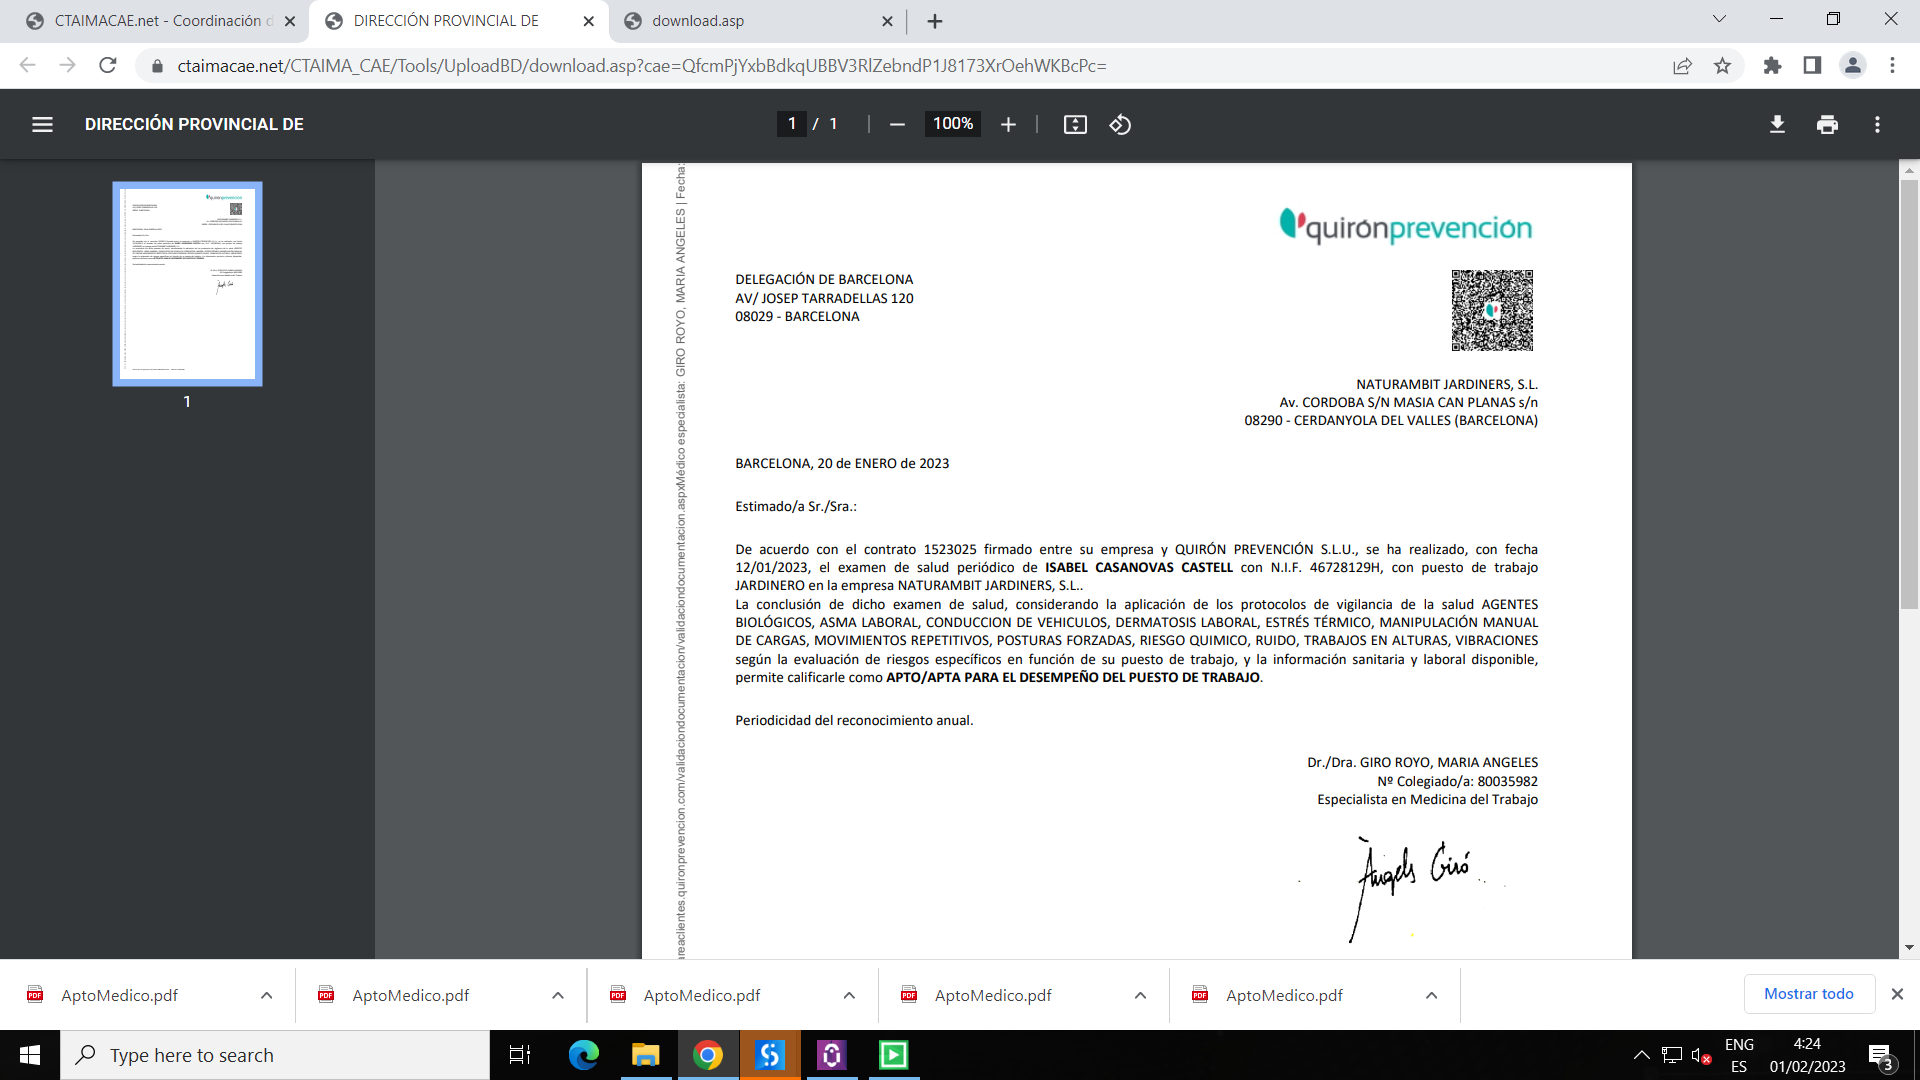 CTAIMACAE.net - Coordinación d
DIRECCIÓN PROVINCIAL DE
download.asp
ctaimacae.net/CTAIMA_CAE/Tools/UploadBD/download.asp?cae=QfcmPjYxbBdkqUBBV3RlZebndP1J8173XrOehWKBcPc=
DIRECCIÓN PROVINCIAL DE
1 / 1
100%
1
quirónprevención
DELEGACIÓN DE BARCELONA
AV/ JOSEP TARRADELLAS 120
08029 - BARCELONA
NATURAMBIT JARDINERS, S.L.
Av. CORDOBA S/N MASIA CAN PLANAS s/n
08290 - CERDANYOLA DEL VALLES (BARCELONA)
BARCELONA, 20 de ENERO de 2023
Estimado/a Sr./Sra.:
De acuerdo con el contrato 1523025 firmado entre su empresa y QUIRÓN PREVENCIÓN S.L.U., se ha realizado, con fecha
12/01/2023, el examen de salud periódico de ISABEL CASANOVAS CASTELL con N.I.F. 46728129H, con puesto de trabajo
JARDINERO en la empresa NATURAMBIT JARDINERS, S.L..
La conclusión de dicho examen de salud, considerando la aplicación de los protocolos de vigilancia de la salud AGENTES
BIOLÓGICOS, ASMA LABORAL, CONDUCCION DE VEHICULOS, DERMATOSIS LABORAL, ESTRÉS TÉRMICO, MANIPULACIÓN MANUAL
DE CARGAS, MOVIMIENTOS REPETITIVOS, POSTURAS FORZADAS, RIESGO QUIMICO, RUIDO, TRABAJOS EN ALTURAS, VIBRACIONES
según la evaluación de riesgos específicos en función de su puesto de trabajo, y la información sanitaria y laboral disponible,
permite calificarle como APTO/APTA PARA EL DESEMPEÑO DEL PUESTO DE TRABAJO.
Periodicidad del reconocimiento anual.
Dr./Dra. GIRO ROYO, MARIA ANGELES
Nº Colegiado/a: 80035982
Especialista en Medicina del Trabajo
Àngels Giró
areaclientes.quironprevencion.com/validaciondocumentacion/validaciondocumentacion.aspxMédico especialista: GIRO ROYO, MARIA ANGELES | Fecha:
AptoMedico.pdf
AptoMedico.pdf
AptoMedico.pdf
AptoMedico.pdf
AptoMedico.pdf
Mostrar todo
Type here to search
ENG
ES
4:24
01/02/2023
3